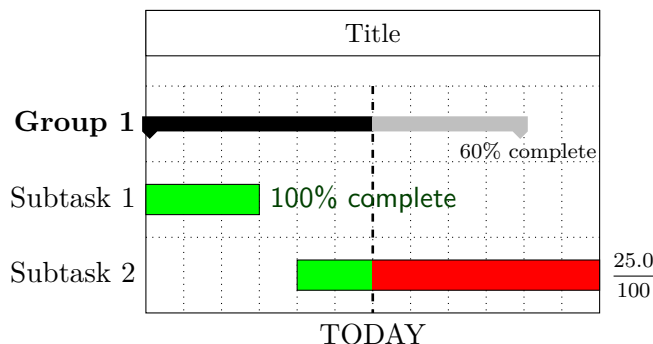 Title
Group 1
60% complete
Subtask 1 100% complete
Subtask 2
25.0
100
TODAY